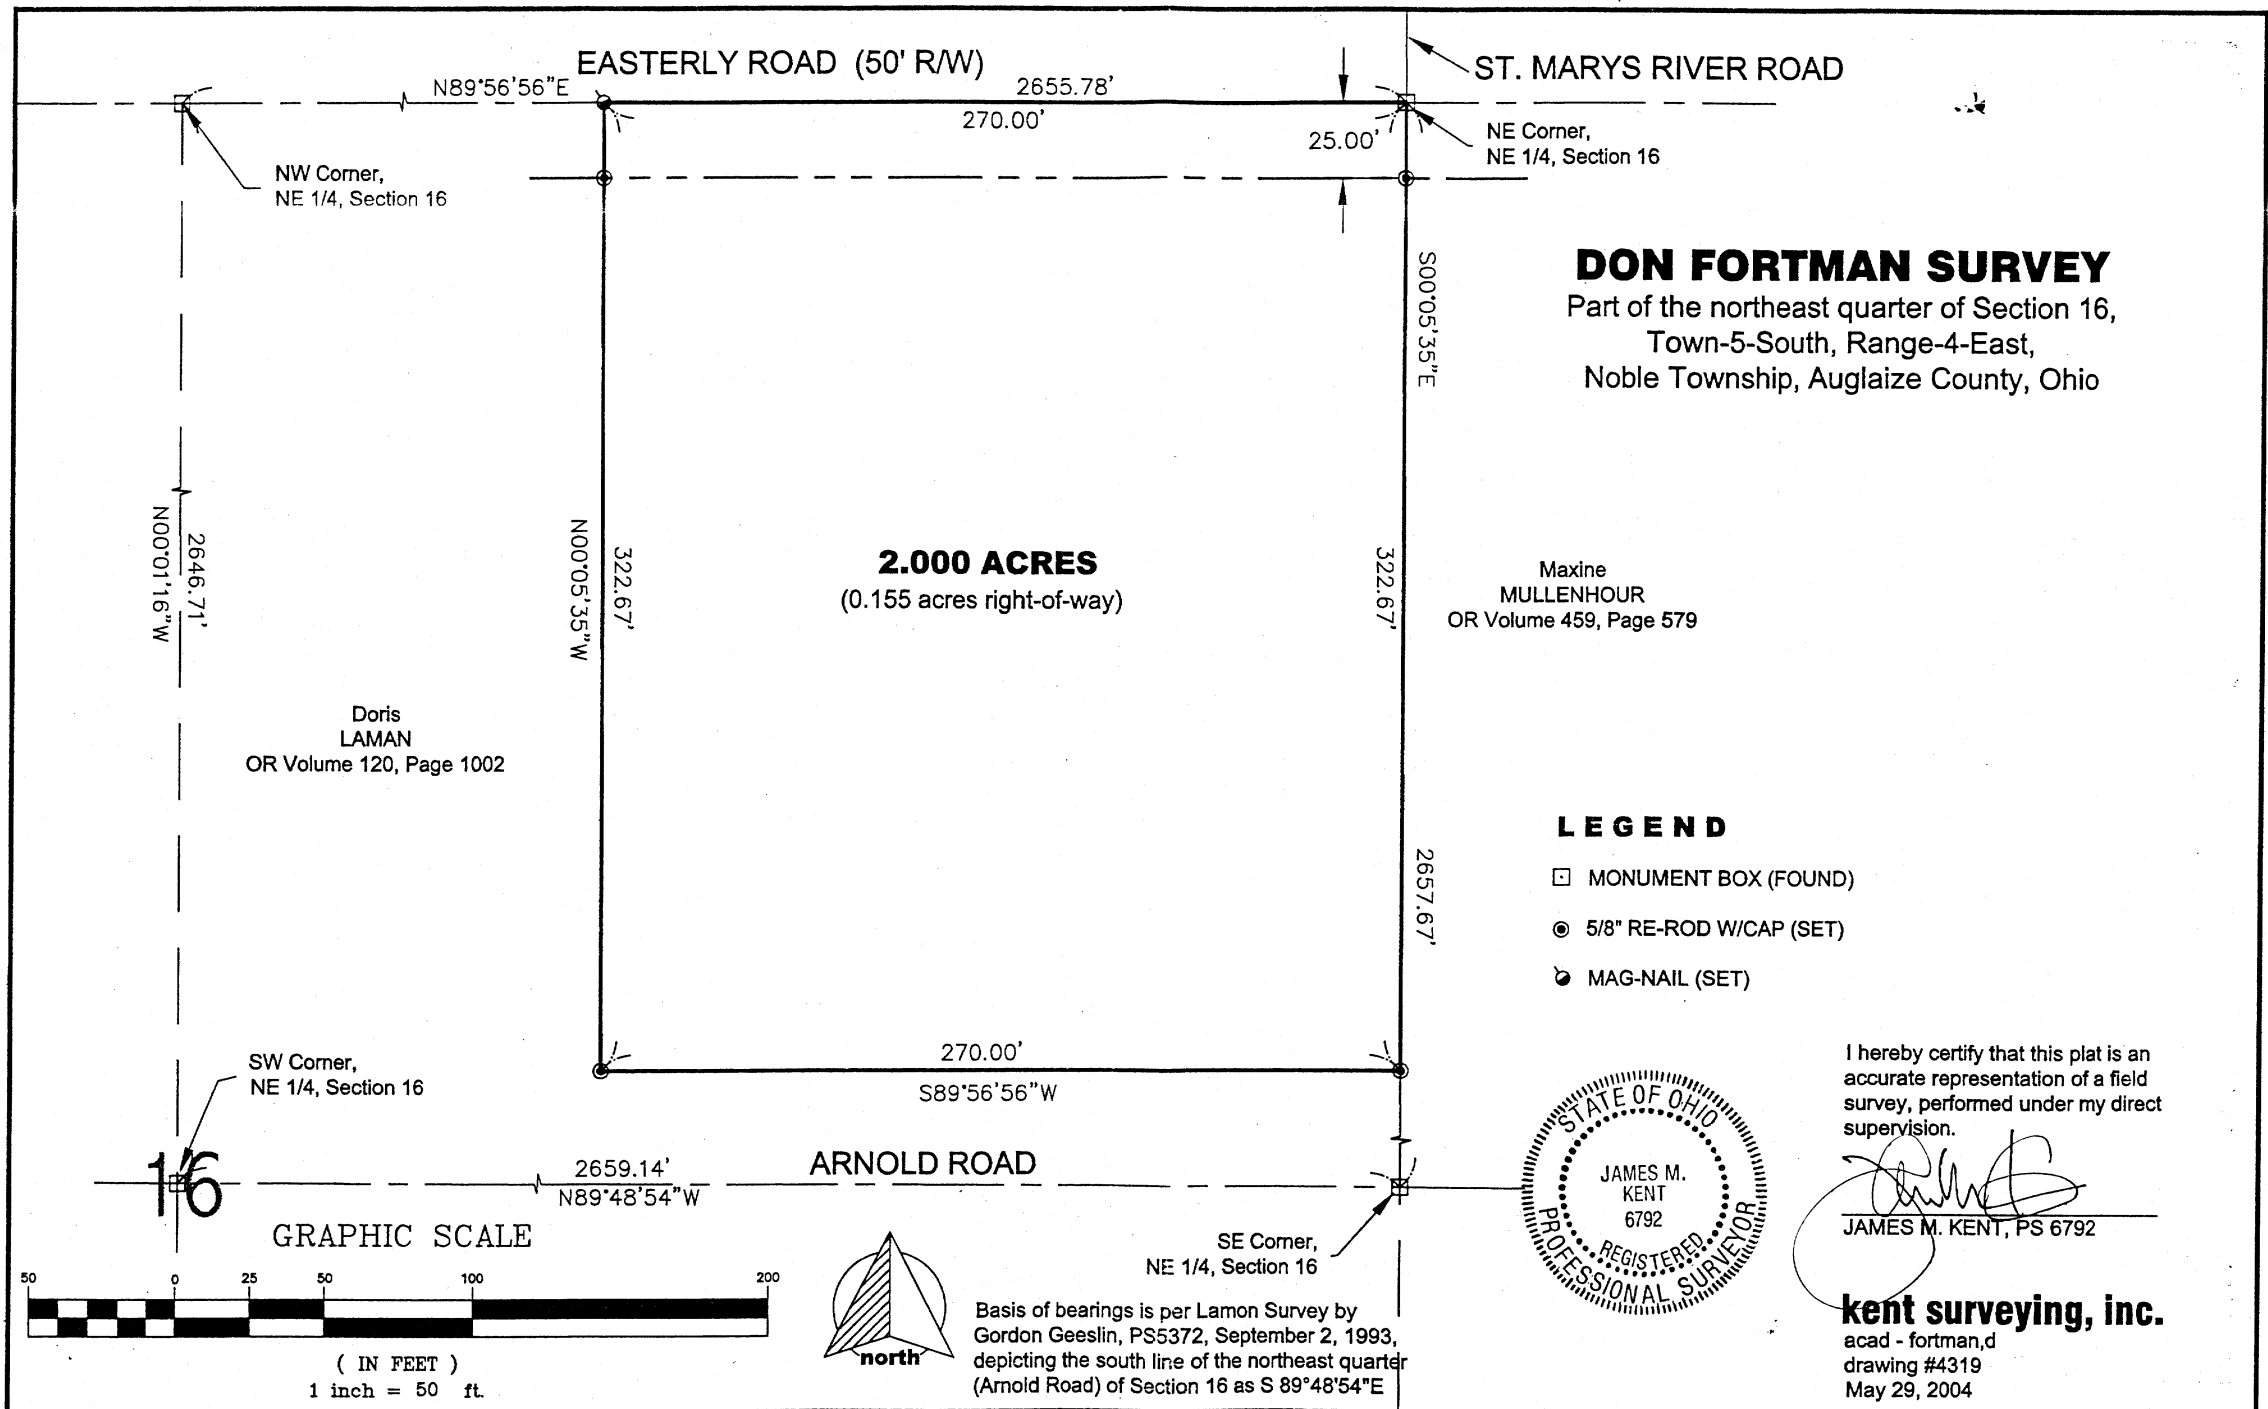 EASTERLY ROAD (50' R/W)
ST. MARYS RIVER ROAD
N89°56'56"E
2655.78'
270.00'
25.00'
NE Corner,
NE 1/4, Section 16
NW Corner,
NE 1/4, Section 16
S00°05'35"E
DON FORTMAN SURVEY
Part of the northeast quarter of Section 16,
Town-5-South, Range-4-East,
Noble Township, Auglaize County, Ohio
2646.71'
N00°01'16"W
N00°05'35"W
322.67'
2.000 ACRES
(0.155 acres right-of-way)
322.67'
Maxine
MULLENHOUR
OR Volume 459, Page 579
Doris
LAMAN
OR Volume 120, Page 1002
2657.67'
LEGEND
MONUMENT BOX (FOUND)
5/8" RE-ROD W/CAP (SET)
MAG-NAIL (SET)
SW Corner,
NE 1/4, Section 16
270.00'
S89°56'56"W
16
2659.14'
N89°48'54"W
ARNOLD ROAD
SE Corner,
NE 1/4, Section 16
STATE OF OHIO
JAMES M.
KENT
6792
REGISTERED
PROFESSIONAL SURVEYOR
I hereby certify that this plat is an
accurate representation of a field
survey, performed under my direct
supervision.
JAMES M. KENT, PS 6792
GRAPHIC SCALE
50 0 25 50 100 200
( IN FEET )
1 inch = 50 ft.
north
Basis of bearings is per Lamon Survey by
Gordon Geeslin, PS5372, September 2, 1993,
depicting the south line of the northeast quarter
(Arnold Road) of Section 16 as S 89°48'54"E
kent surveying, inc.
acad - fortman,d
drawing #4319
May 29, 2004